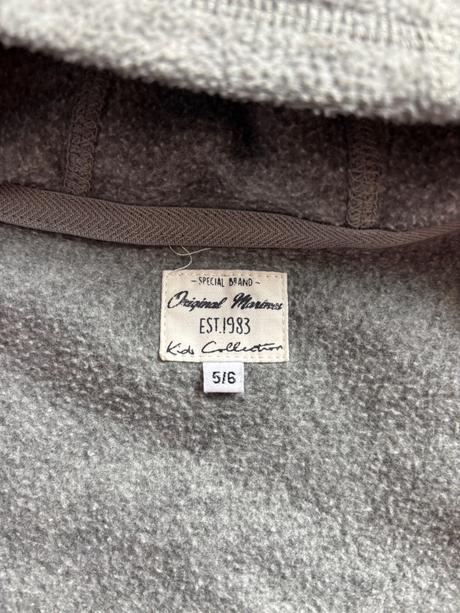 - SPECIAL BRAND -
Original Marines
EST.1983
Kids Collection
5/6